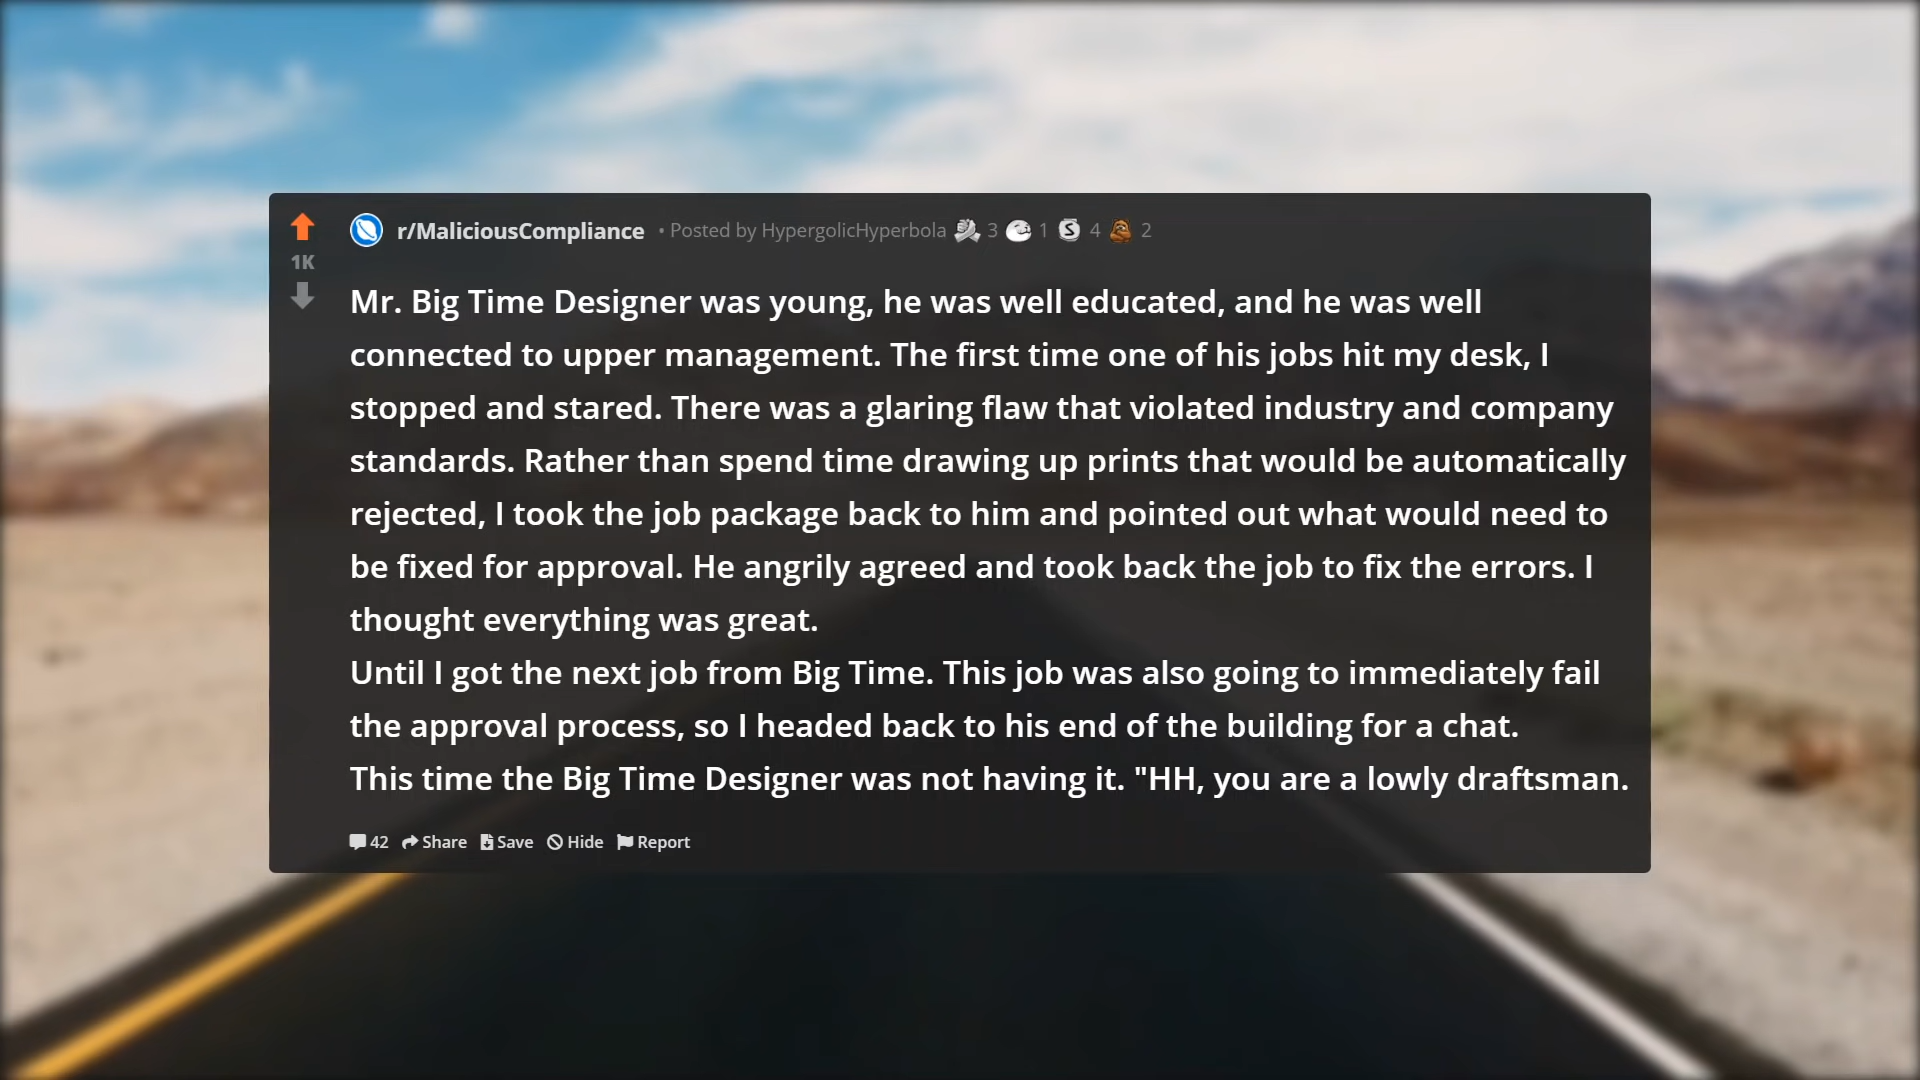 r/MaliciousCompliance • Posted by HypergolicHyperbola 3 1 S 4 2
1K
Mr. Big Time Designer was young, he was well educated, and he was well
connected to upper management. The first time one of his jobs hit my desk, I
stopped and stared. There was a glaring flaw that violated industry and company
standards. Rather than spend time drawing up prints that would be automatically
rejected, I took the job package back to him and pointed out what would need to
be fixed for approval. He angrily agreed and took back the job to fix the errors. I
thought everything was great.
Until I got the next job from Big Time. This job was also going to immediately fail
the approval process, so I headed back to his end of the building for a chat.
This time the Big Time Designer was not having it. "HH, you are a lowly draftsman.
42 Share Save Hide Report